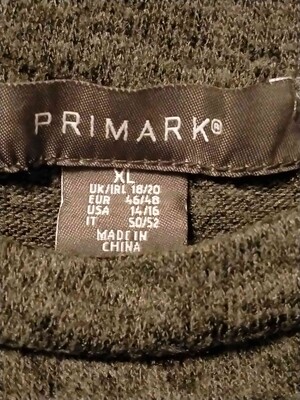 PRIMARK®
XL
UK/IRL 18/20
EUR 46/48
USA 14/16
IT 50/52
MADE IN
CHINA